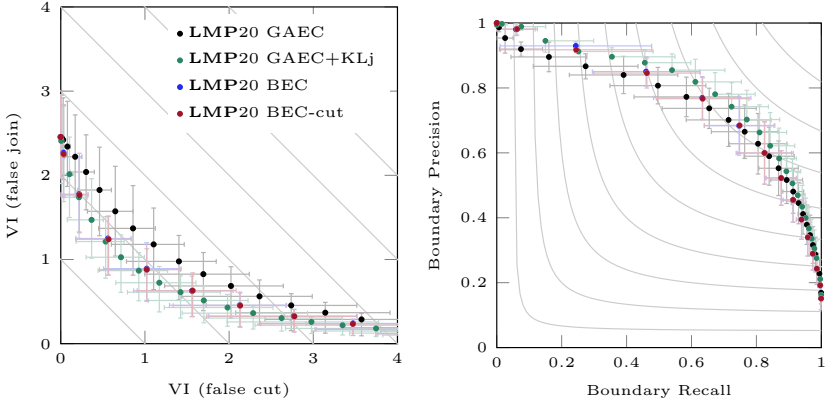 4
3
2
1
0
0
1
2
3
4
VI (false join)
VI (false cut)
LMP20 GAEC
LMP20 GAEC+KLj
LMP20 BEC
LMP20 BEC-cut
1
0.8
0.6
0.4
0.2
0
0
0.2
0.4
0.6
0.8
1
Boundary Precision
Boundary Recall